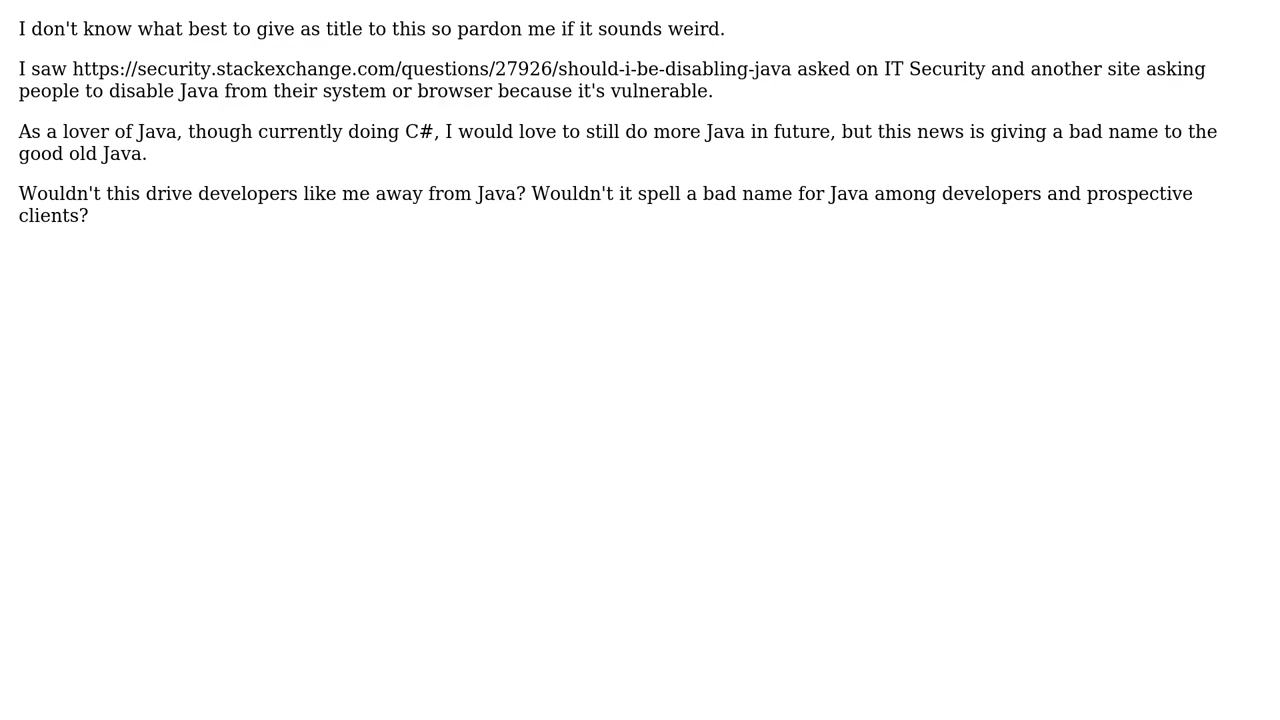 I don't know what best to give as title to this so pardon me if it sounds weird.
I saw https://security.stackexchange.com/questions/27926/should-i-be-disabling-java asked on IT Security and another site asking
people to disable Java from their system or browser because it's vulnerable.
As a lover of Java, though currently doing C#, I would love to still do more Java in future, but this news is giving a bad name to the
good old Java.
Wouldn't this drive developers like me away from Java? Wouldn't it spell a bad name for Java among developers and prospective
clients?